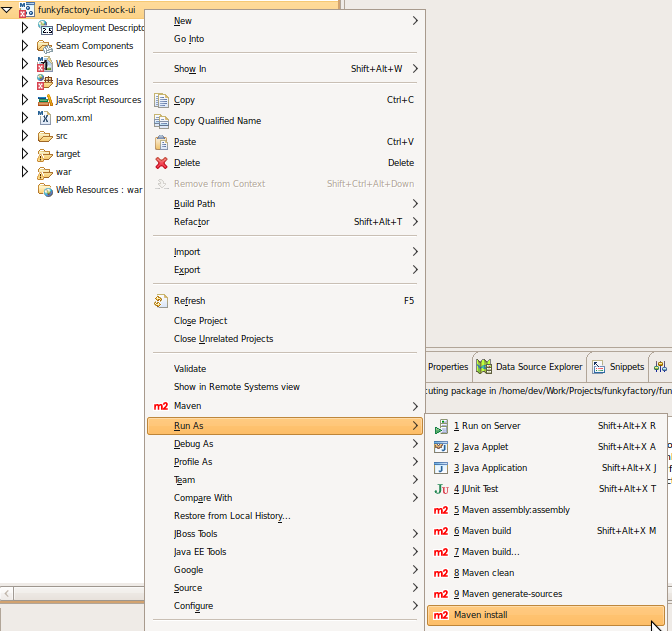 funkyfactory-ui-clock-ui
Deployment Descripto
Seam Components
Web Resources
Java Resources
JavaScript Resources
pom.xml
src
target
war
Web Resources : war
New
Go Into
Show In Shift+Alt+W
Copy Ctrl+C
Copy Qualified Name
Paste Ctrl+V
Delete Delete
Remove from Context Shift+Ctrl+Alt+Down
Build Path
Refactor Shift+Alt+T
Import
Export
Refresh F5
Close Project
Close Unrelated Projects
Validate
Show in Remote Systems view
m2 Maven
Run As
Debug As
Profile As
Team
Compare With
Restore from Local History...
JBoss Tools
Java EE Tools
Google
Source
Configure
Properties Data Source Explorer Snippets
cuting package in /home/dev/Work/Projects/funkyfactory/fun
1 Run on Server Shift+Alt+X R
2 Java Applet Shift+Alt+X A
3 Java Application Shift+Alt+X J
JU 4 JUnit Test Shift+Alt+X T
m2 5 Maven assembly:assembly
m2 6 Maven build Shift+Alt+X M
m2 7 Maven build...
m2 8 Maven clean
m2 9 Maven generate-sources
m2 Maven install